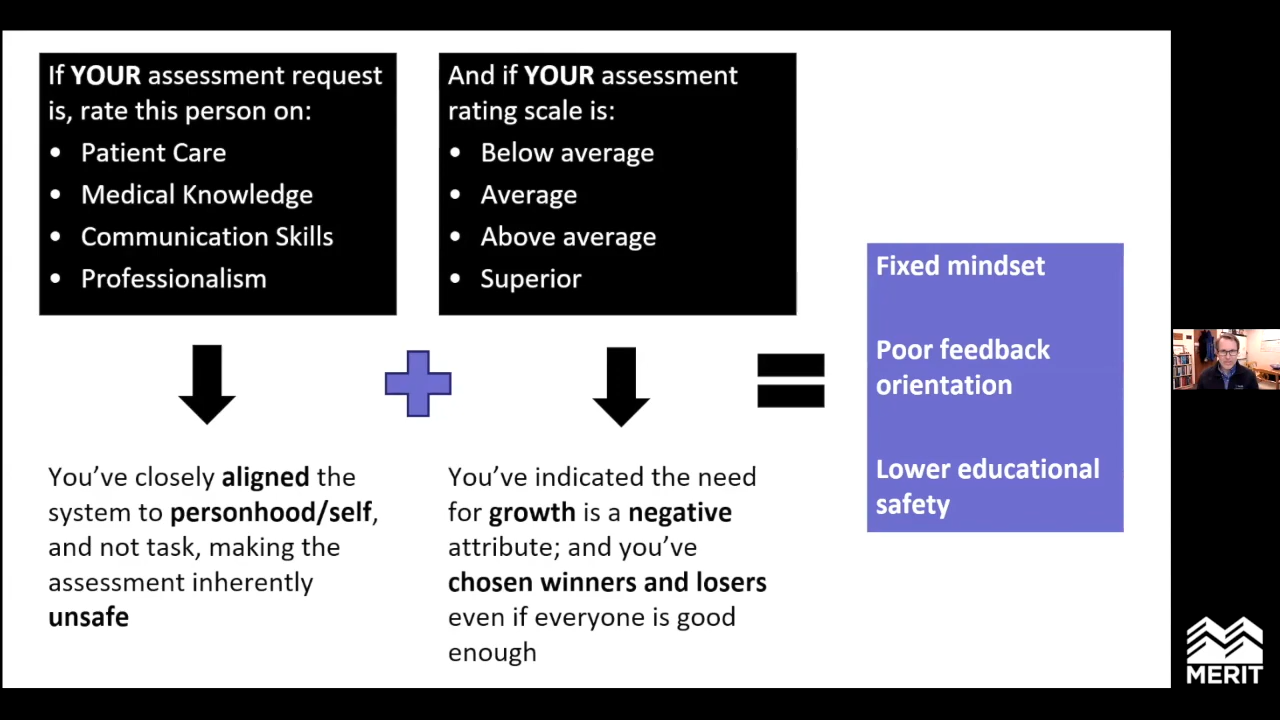 If YOUR assessment request
is, rate this person on:
• Patient Care
• Medical Knowledge
• Communication Skills
• Professionalism
And if YOUR assessment
rating scale is:
• Below average
• Average
• Above average
• Superior
You’ve closely aligned the
system to personhood/self,
and not task, making the
assessment inherently
unsafe
You’ve indicated the need
for growth is a negative
attribute; and you’ve
chosen winners and losers
even if everyone is good
enough
Fixed mindset
Poor feedback
orientation
Lower educational
safety
MERIT